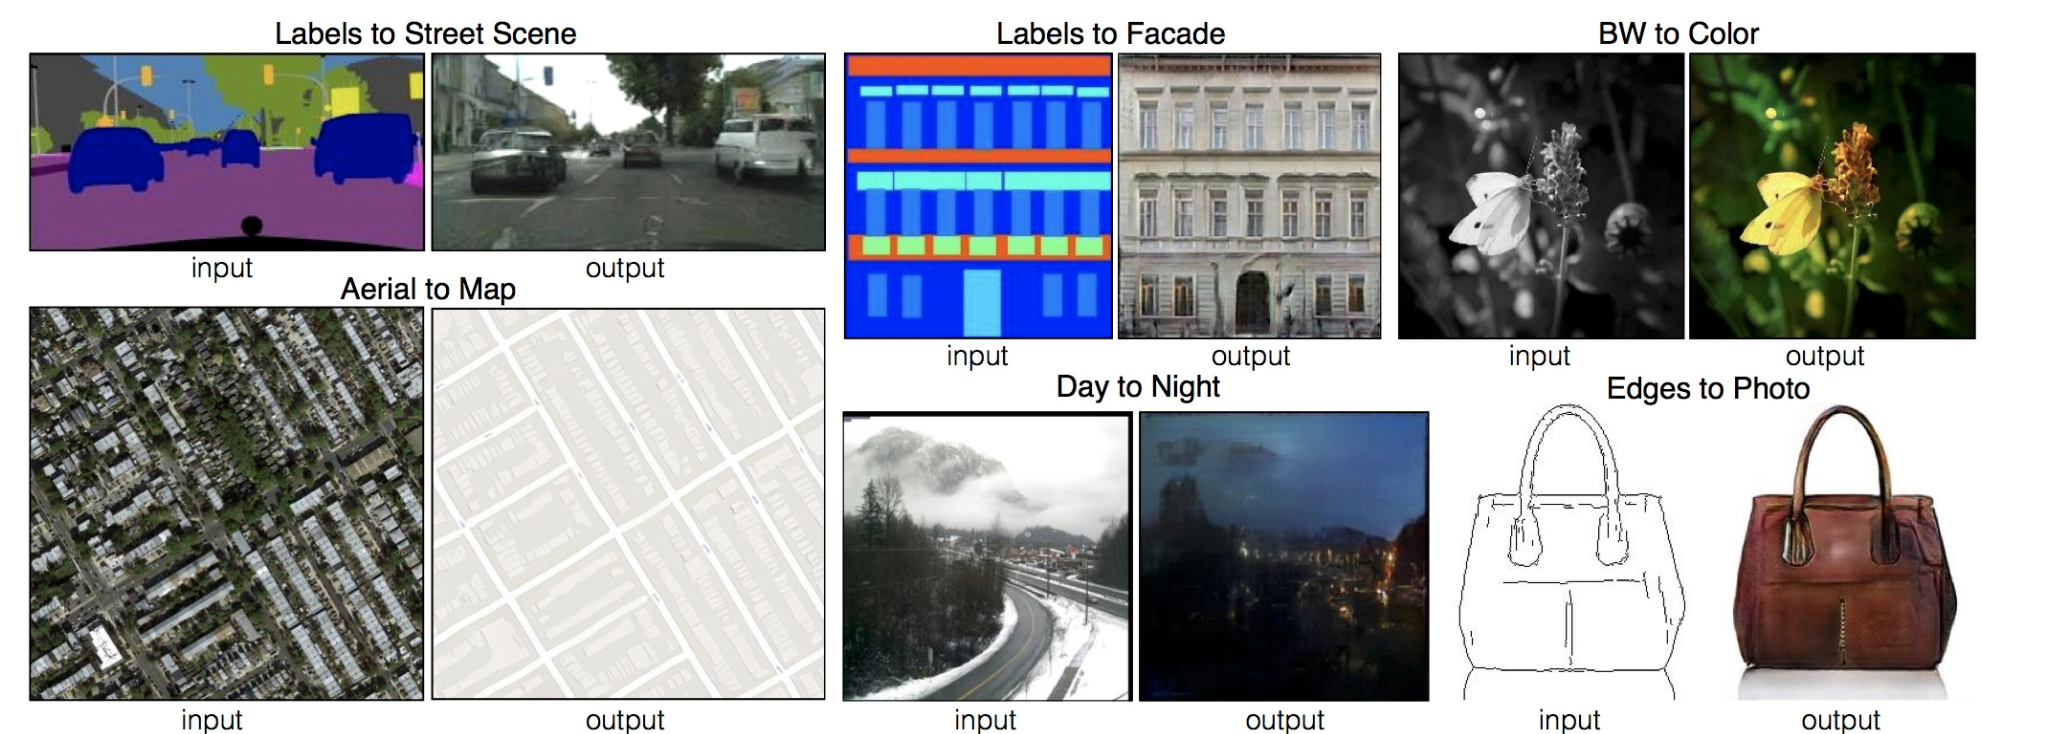 Labels to Street Scene
input
output
Aerial to Map
input
output
Labels to Facade
input
output
BW to Color
input
output
Day to Night
input
output
Edges to Photo
input
output